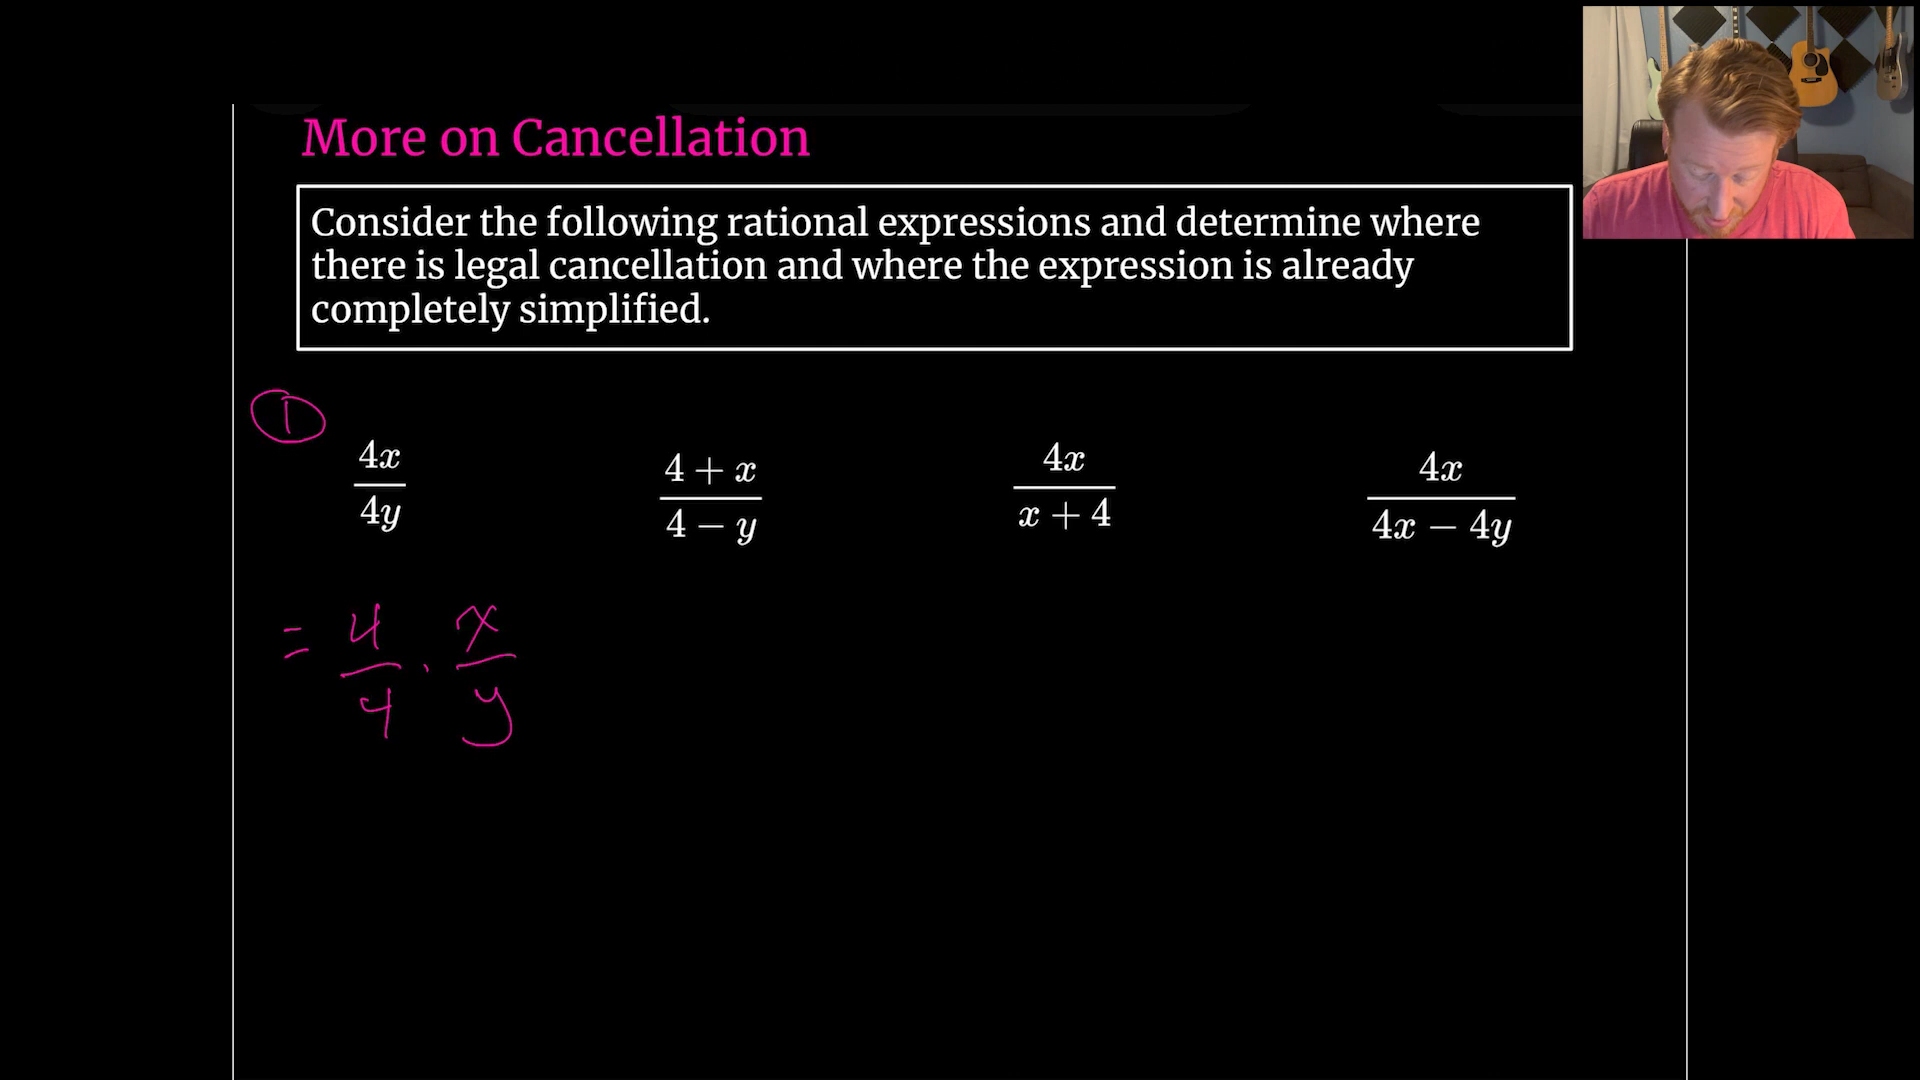 More on Cancellation
Consider the following rational expressions and determine where
there is legal cancellation and where the expression is already
completely simplified.
①
4x/4y
4 + x/4 − y
4x/x + 4
4x/4x − 4y
= 4/4 · x/y